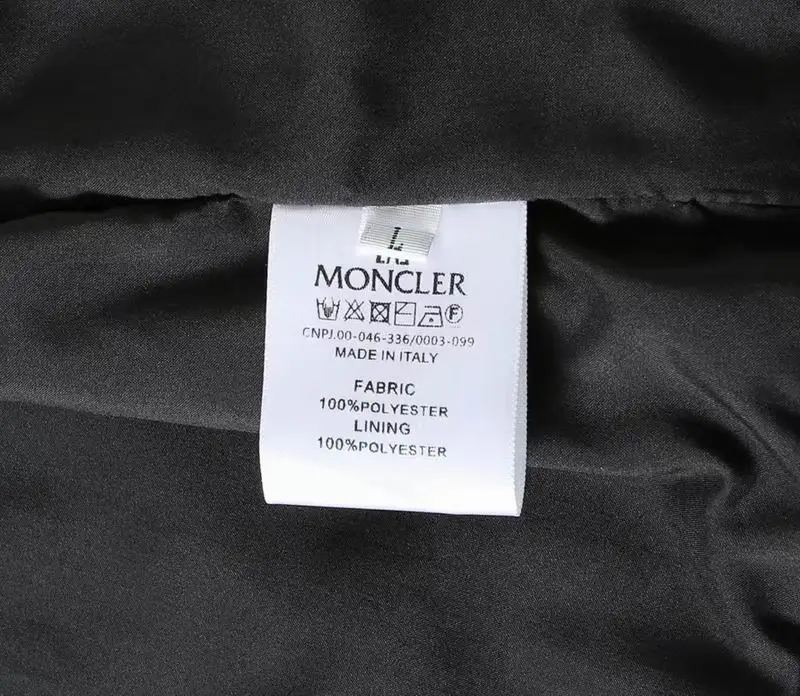 L
MONCLER
CNPJ.00-046-336/0003-099
MADE IN ITALY
FABRIC
100%POLYESTER
LINING
100%POLYESTER